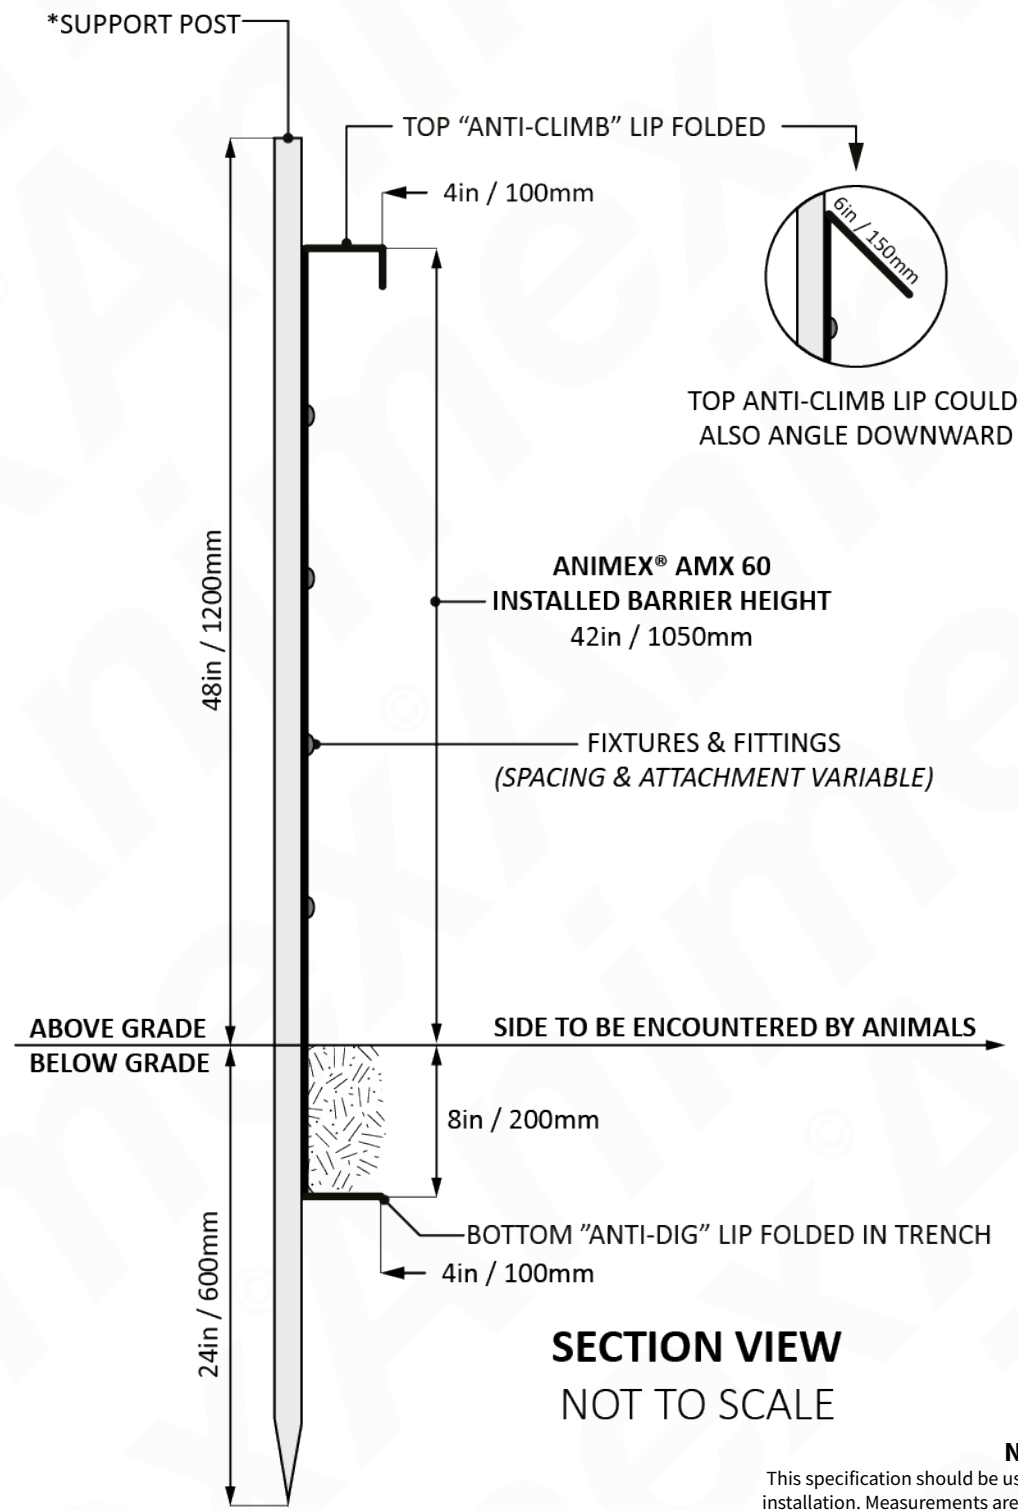 *SUPPORT POST
TOP “ANTI-CLIMB” LIP FOLDED
4in / 100mm
6in / 150mm
TOP ANTI-CLIMB LIP COULD
ALSO ANGLE DOWNWARD
48in / 1200mm
ANIMEX® AMX 60
INSTALLED BARRIER HEIGHT
42in / 1050mm
FIXTURES & FITTINGS
(SPACING & ATTACHMENT VARIABLE)
ABOVE GRADE
SIDE TO BE ENCOUNTERED BY ANIMALS
BELOW GRADE
8in / 200mm
24in / 600mm
BOTTOM ”ANTI-DIG” LIP FOLDED IN TRENCH
4in / 100mm
SECTION VIEW
NOT TO SCALE
This specification should be
installation. Measurements are